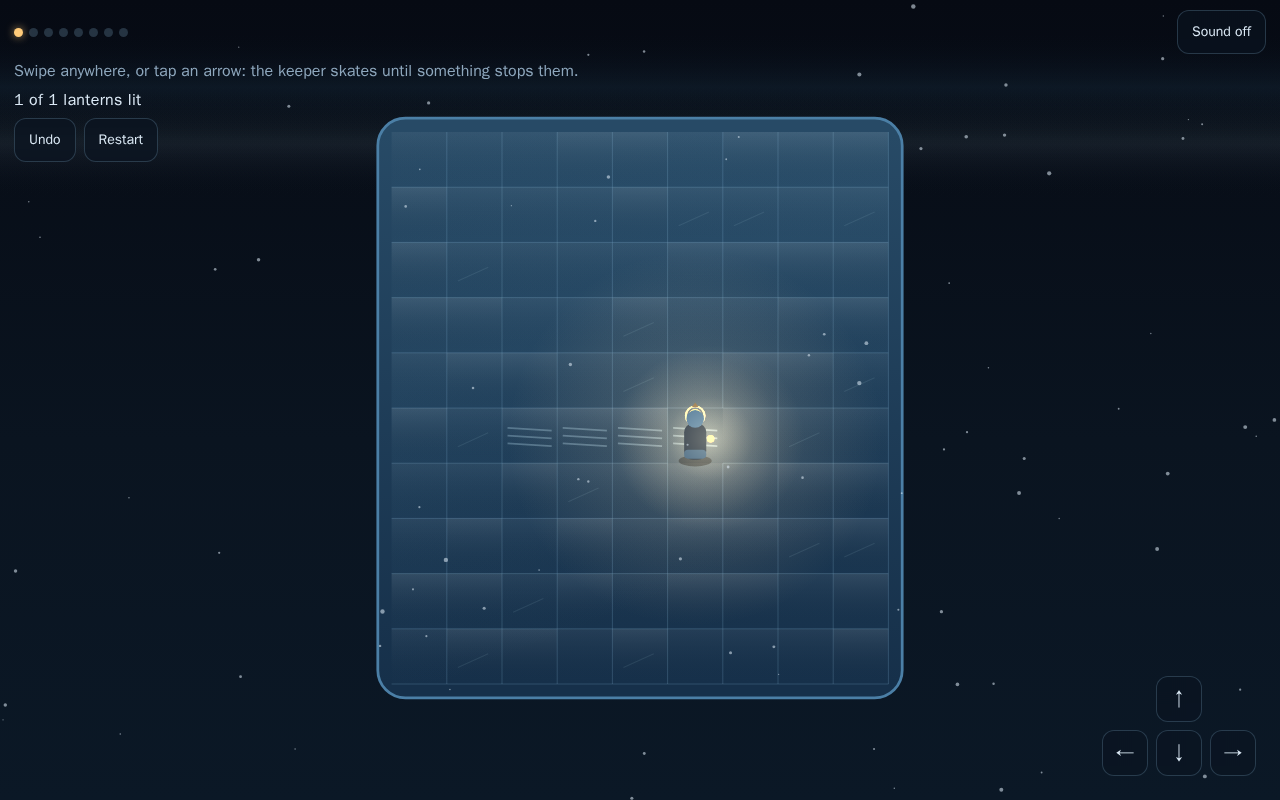 Sound off
Swipe anywhere, or tap an arrow: the keeper skates until something stops them.
1 of 1 lanterns lit
Undo Restart
↑
← ↓ →